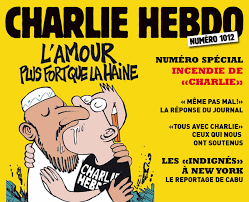 CHARLIE HEBDO
NUMÉRO 1012
L'AMOUR
PLUS FORT QUE LA HAINE
NUMÉRO SPÉCIAL
INCENDIE DE
«CHARLIE»
« MÊME PAS MAL!»
LA RÉPONSE DU JOURNAL
«TOUS AVEC CHARLIE»
CEUX QUI NOUS
ONT SOUTENUS
LES «INDIGNÉS»
À NEW YORK
LE REPORTAGE DE CABU
CHARLIE
HEBD